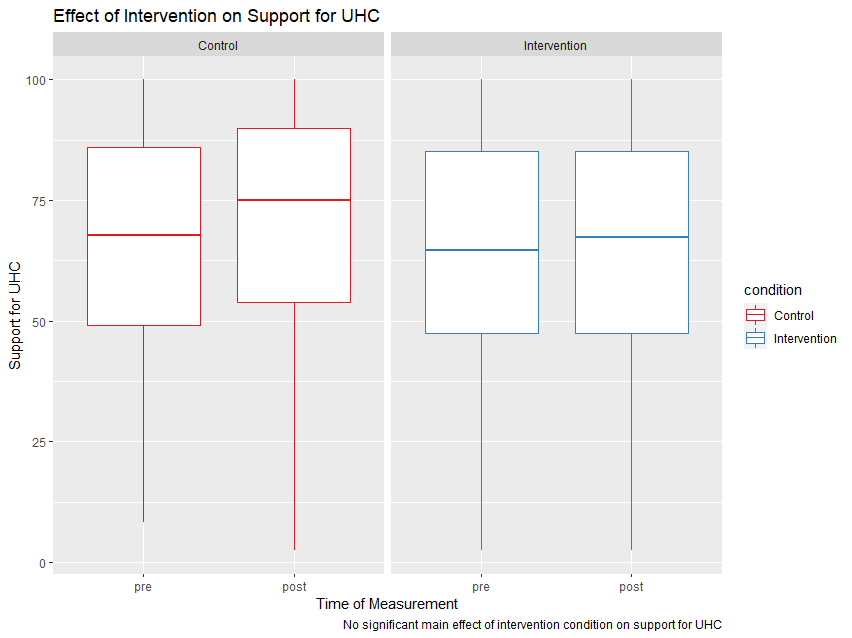 Effect of Intervention on Support for UHC
Control
Intervention
100
75
50
25
0
Support for UHC
pre
post
pre
post
Time of Measurement
No significant main effect of intervention condition on support for UHC
condition
Control
Intervention